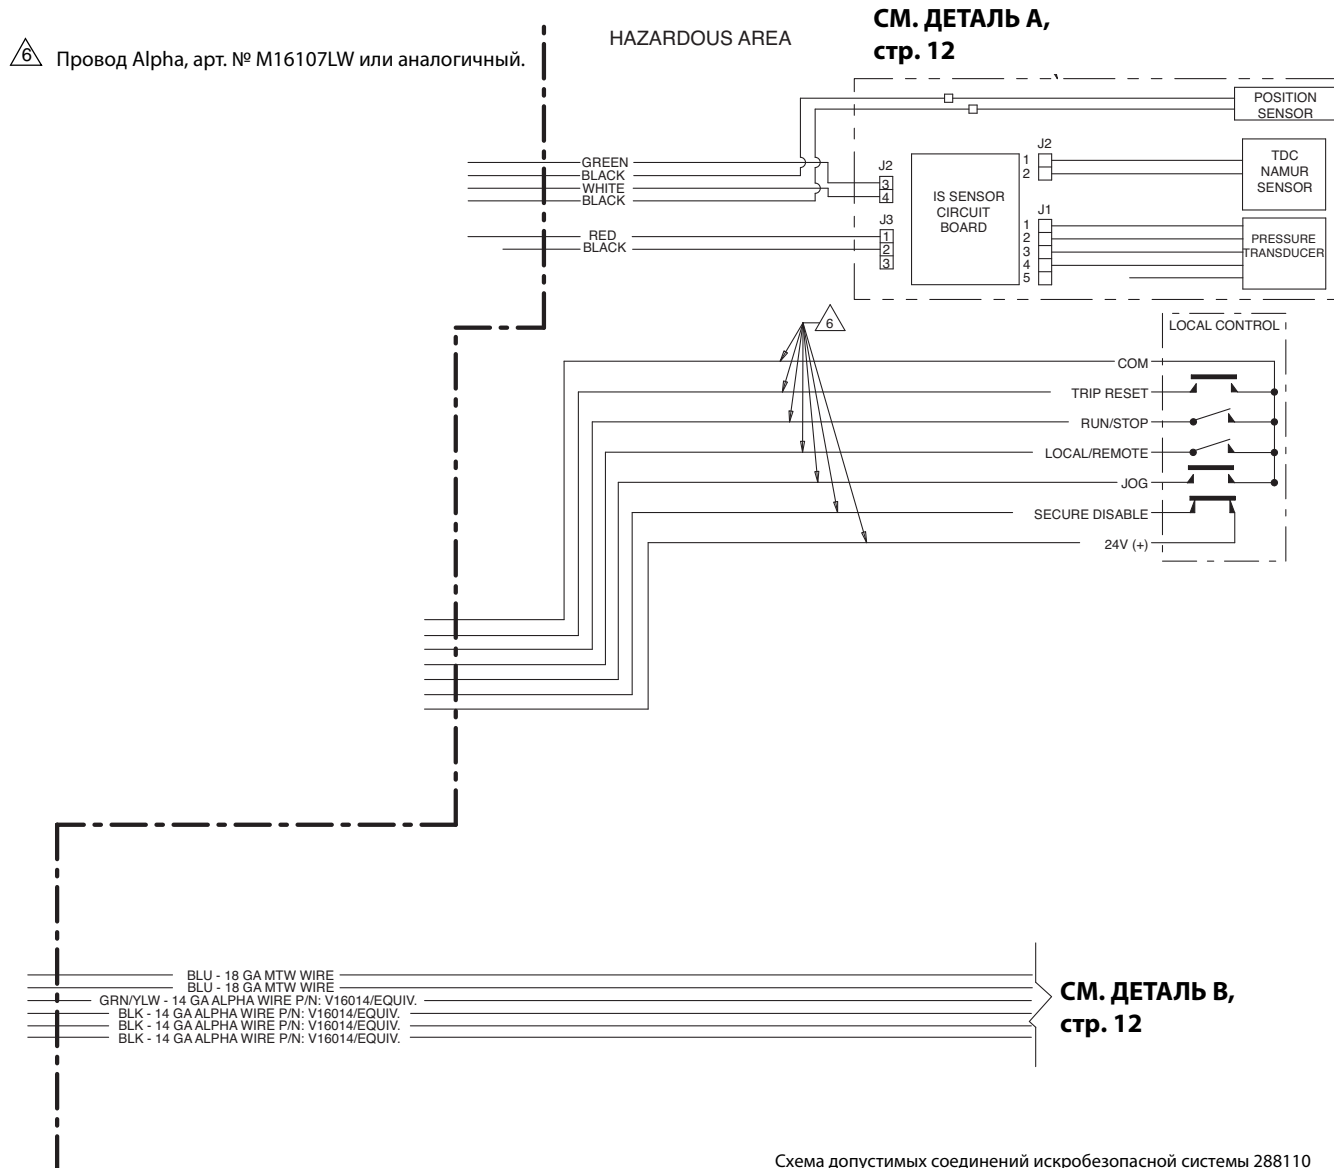 СМ. ДЕТАЛЬ A,
стр. 12
HAZARDOUS AREA
6 Провод Alpha, арт. № M16107LW или аналогичный.
POSITION
SENSOR
GREEN
BLACK
WHITE
BLACK
RED
BLACK
J2
3
4
J3
1
2
3
IS SENSOR
CIRCUIT
BOARD
J2
1
2
J1
1
2
3
4
5
TDC
NAMUR
SENSOR
PRESSURE
TRANSDUCER
6
LOCAL CONTROL
COM
TRIP RESET
RUN/STOP
LOCAL/REMOTE
JOG
SECURE DISABLE
24V (+)
BLU - 18 GA MTW WIRE
BLU - 18 GA MTW WIRE
GRN/YLW - 14 GA ALPHA WIRE P/N: V16014/EQUIV.
BLK - 14 GA ALPHA WIRE P/N: V16014/EQUIV.
BLK - 14 GA ALPHA WIRE P/N: V16014/EQUIV.
BLK - 14 GA ALPHA WIRE P/N: V16014/EQUIV.
СМ. ДЕТАЛЬ B,
стр. 12
Схема допустимых соединений искробезопасной системы 288110